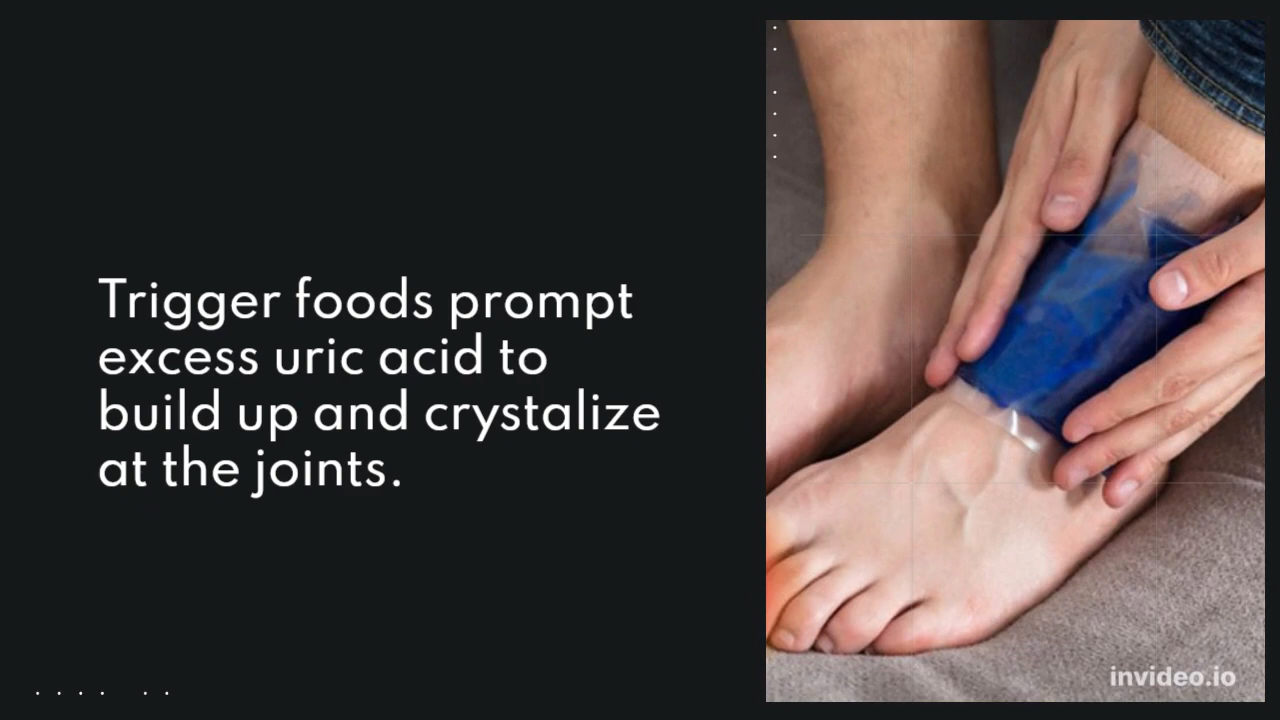 Trigger foods prompt
excess uric acid to
build up and crystalize
at the joints.
invideo.io